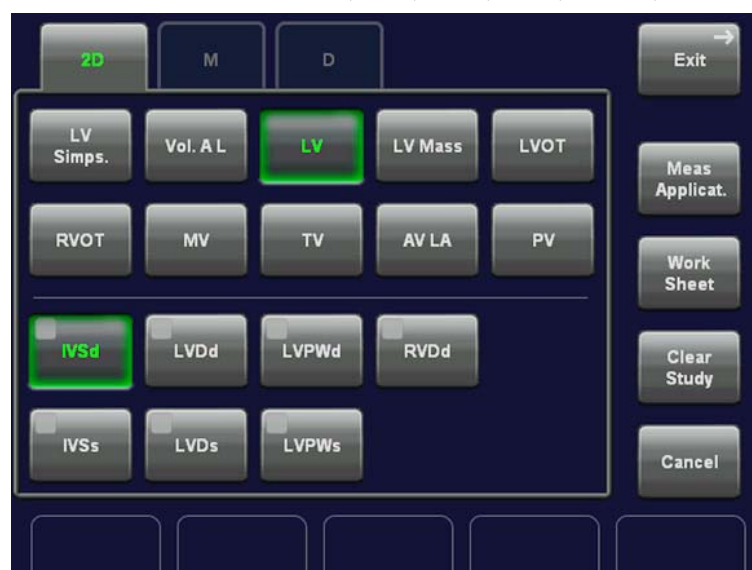 2D
M
D
Exit
LV
Simps.
Vol. A L
LV
LV Mass
LVOT
Meas
Applicat.
RVOT
MV
TV
AV LA
PV
Work
Sheet
IVSd
LVDd
LVPWd
RVDd
Clear
Study
IVSs
LVDs
LVPWs
Cancel